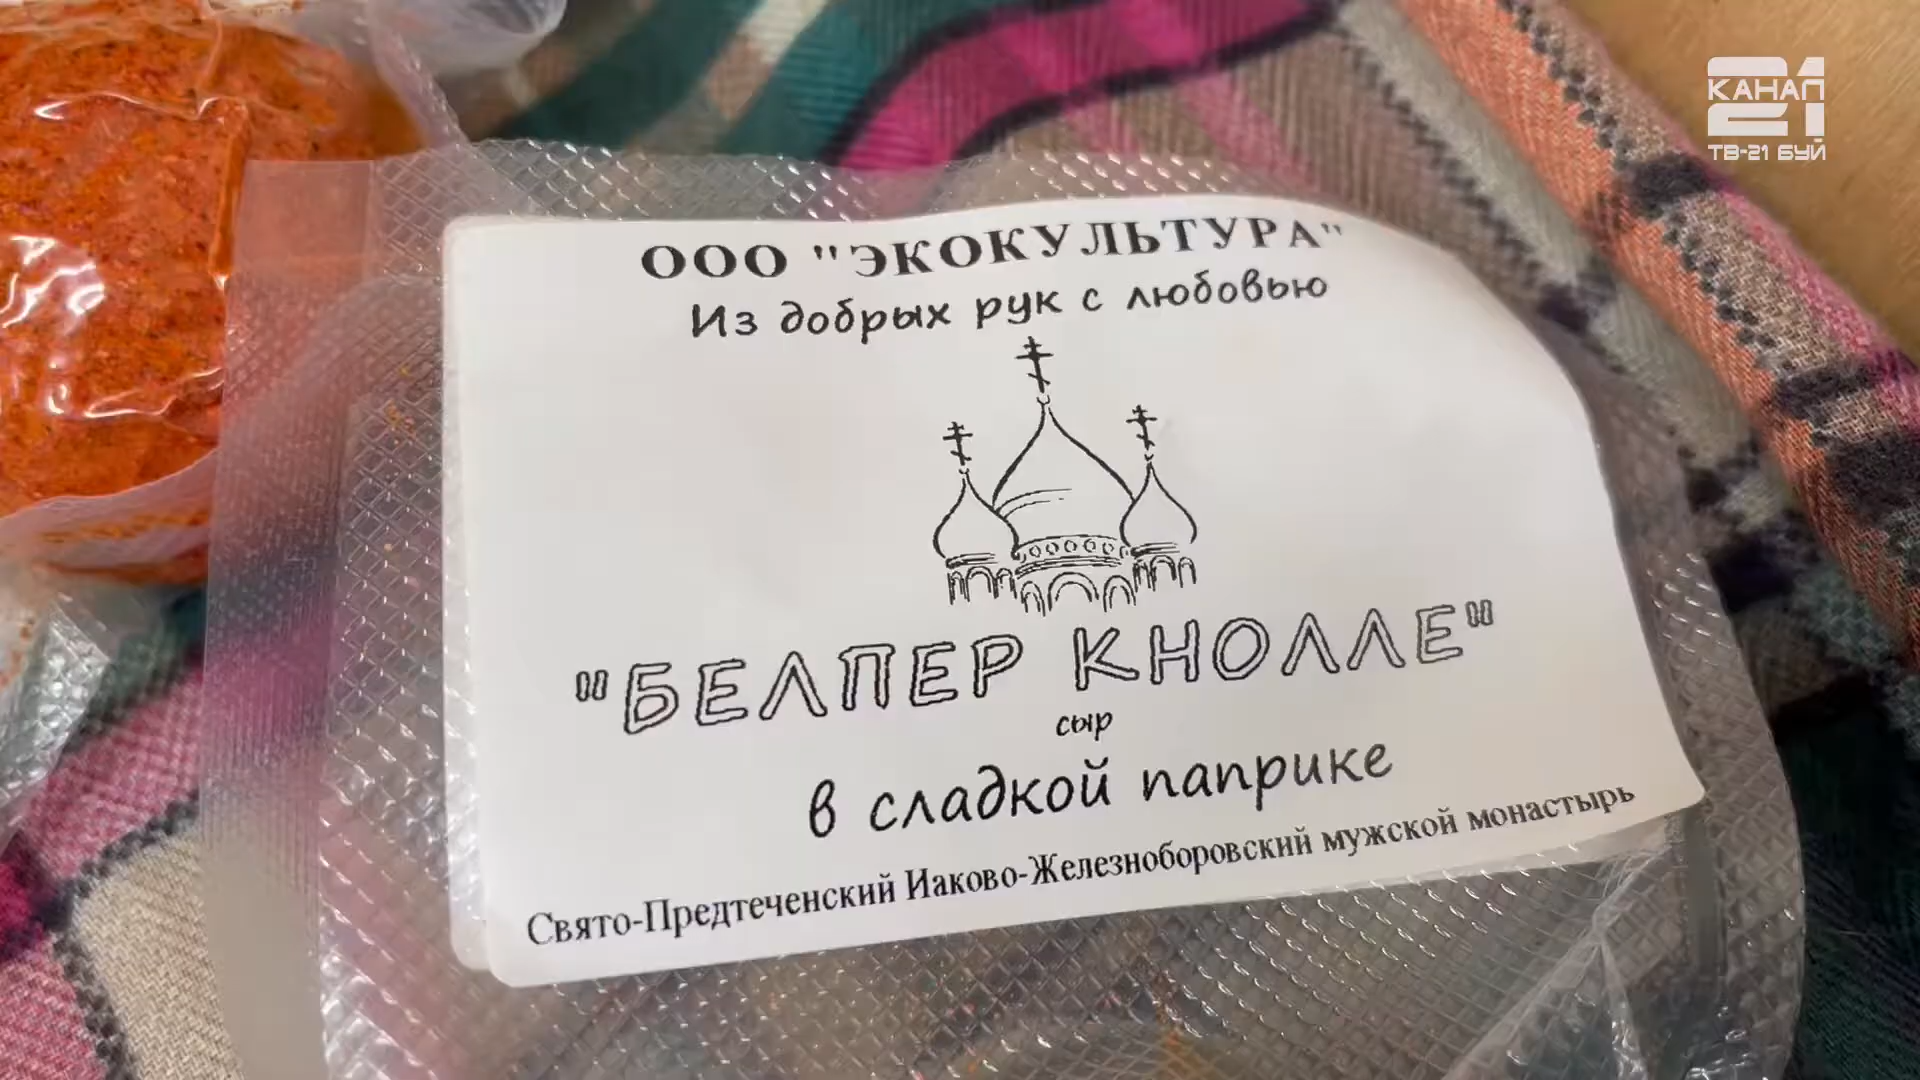 21
КАНАЛ
ТВ-21 БУЙ
ООО "ЭКОКУЛЬТУРА"
Из добрых рук с любовью
"БЕЛПЕР КНОЛЛЕ"
сыр
в сладкой паприке
Свято-Предтеченский Иаково-Железноборовский мужской монастырь